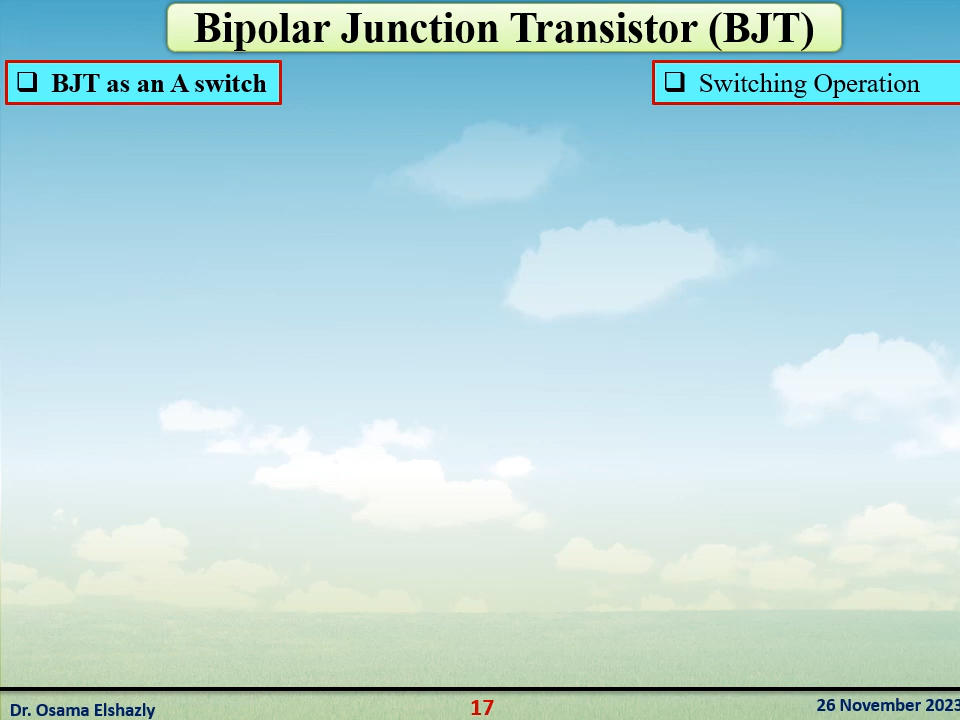 Bipolar Junction Transistor (BJT)
❑ BJT as an A switch
❑ Switching Operation
Dr. Osama Elshazly
17
26 November 2023